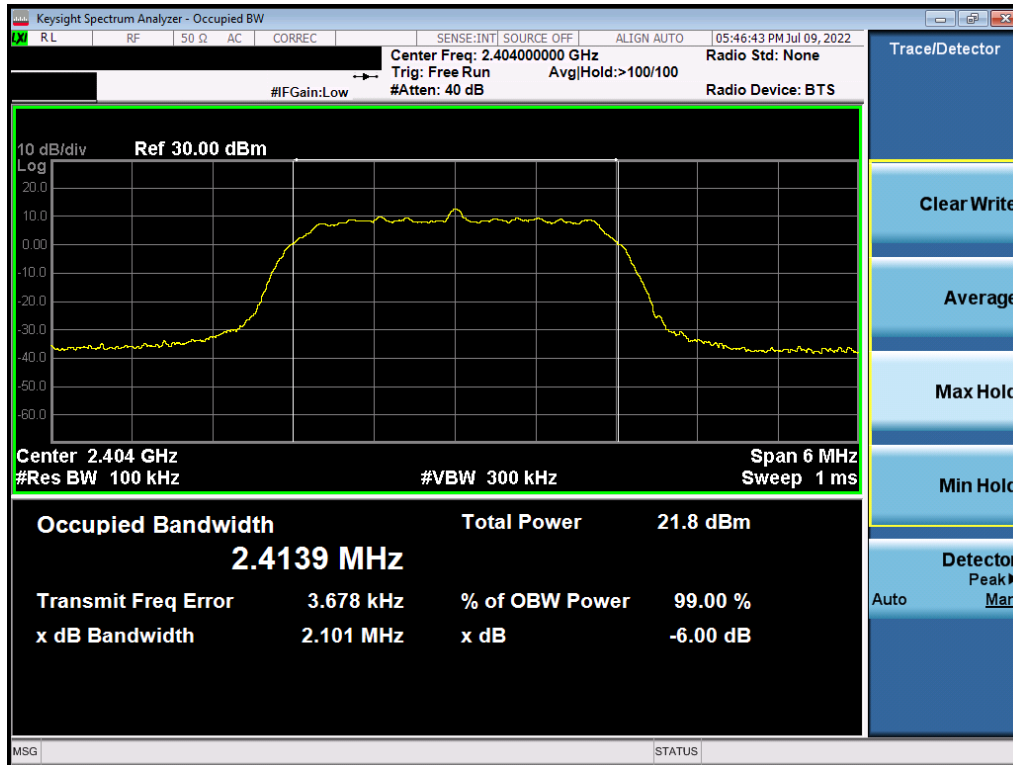 Keysight Spectrum Analyzer - Occupied BW
LXI RL RF 50 Ω AC CORREC SENSE:INT SOURCE OFF ALIGN AUTO 05:46:43 PM Jul 09, 2022
Center Freq: 2.404000000 GHz Radio Std: None
Trig: Free Run Avg|Hold:>100/100
#IFGain:Low #Atten: 40 dB Radio Device: BTS
10 dB/div Ref 30.00 dBm
Log
20.0
10.0
0.00
-10.0
-20.0
-30.0
-40.0
-50.0
-60.0
Center 2.404 GHz Span 6 MHz
#Res BW 100 kHz #VBW 300 kHz Sweep 1 ms
Occupied Bandwidth Total Power 21.8 dBm
2.4139 MHz
Transmit Freq Error 3.678 kHz % of OBW Power 99.00 %
x dB Bandwidth 2.101 MHz x dB -6.00 dB
MSG STATUS
Trace/Detector
Clear Write
Average
Max Hold
Min Hold
Detector
Peak
Auto Man